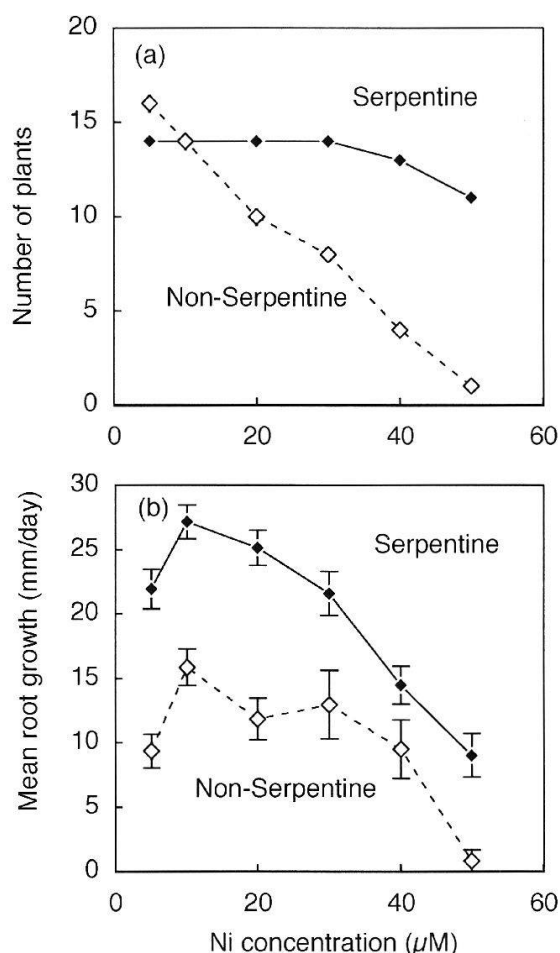 20
(a)
Serpentine
15
10
Number of plants
5
Non-Serpentine
0
0 20 40 60
30
(b)
25
Serpentine
20
15
Mean root growth (mm/day)
10
Non-Serpentine
5
0
0 20 40 60
Ni concentration (μM)